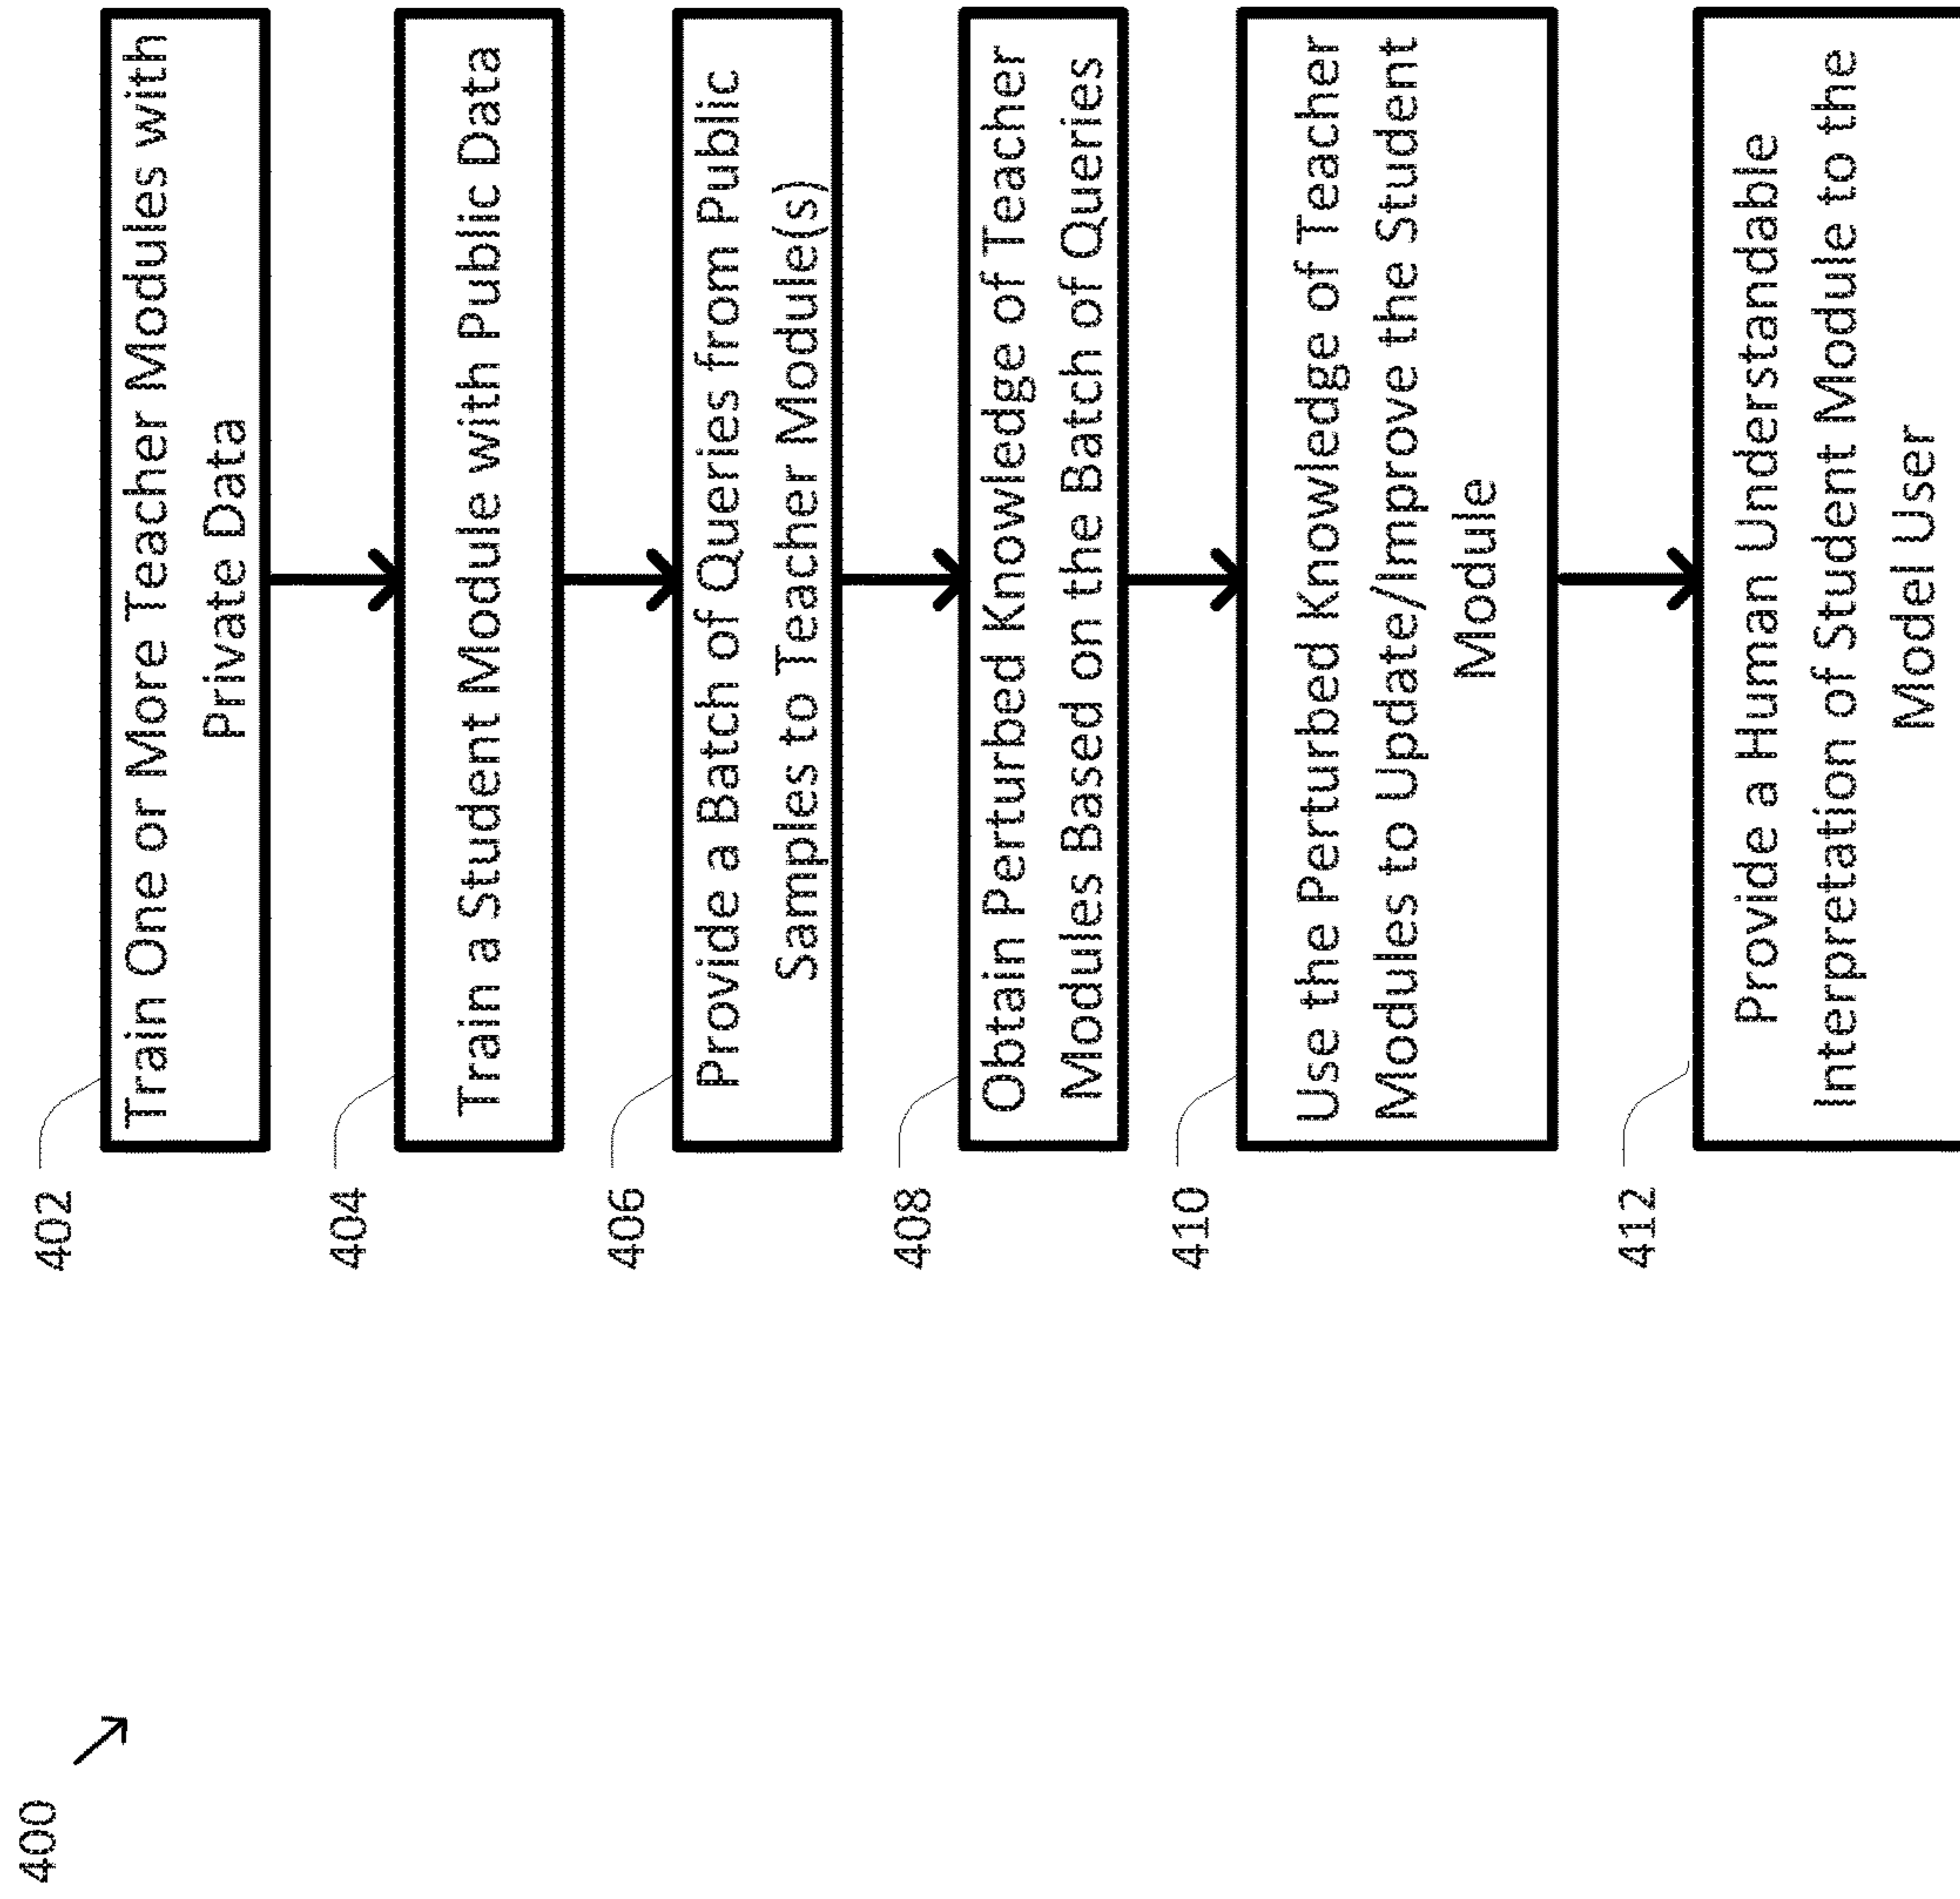 400
402
Train One or More Teacher Modules with
Private Data
404
Train a Student Module with Public Data
406
Provide a Batch of Queries from Public
Samples to Teacher Module(s)
408
Obtain Perturbed Knowledge of Teacher
Modules Based on the Batch of Queries
410
Use the Perturbed Knowledge of Teacher
Modules to Update/Improve the Student
Module
412
Provide a Human Understandable
Interpretation of Student Module to the
Model User